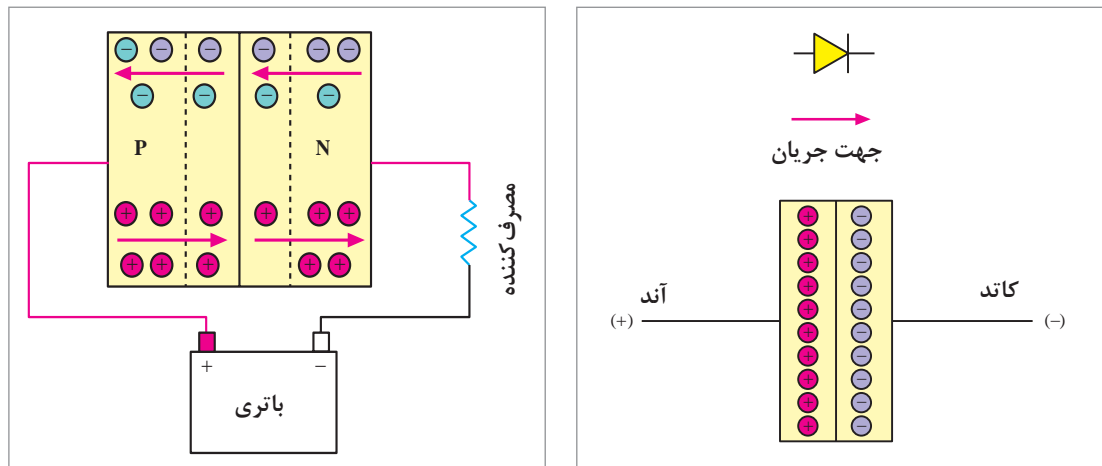 P N
مصرف کننده
+ −
باتری
جهت جریان
آند کاتد
(+) (−)